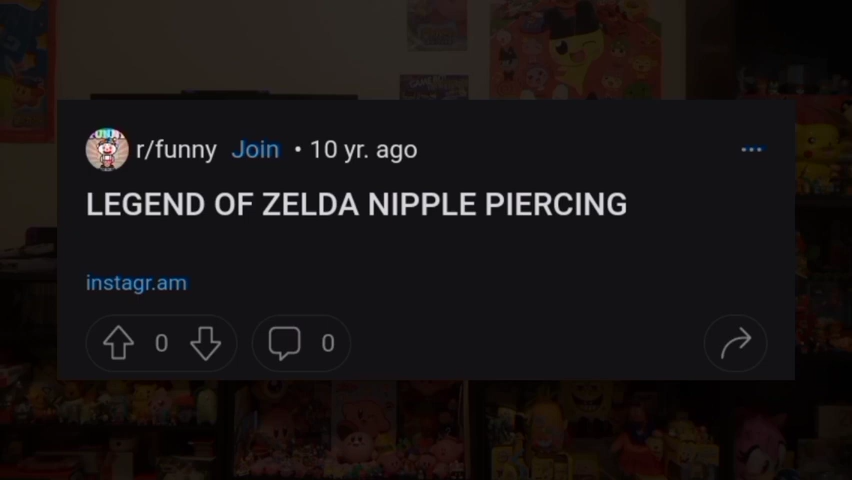 r/funny Join • 10 yr. ago
LEGEND OF ZELDA NIPPLE PIERCING
instagr.am
0 0